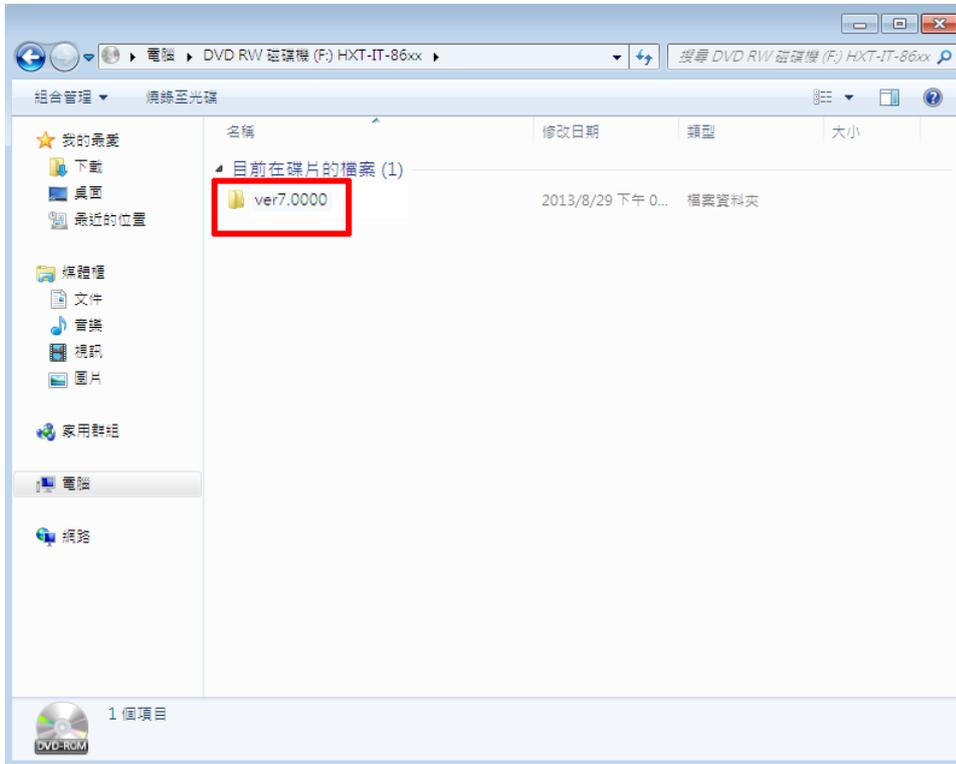 電腦 DVD RW 磁碟機 (F:) HXT-IT-86xx 搜尋 DVD RW 磁碟機 (F:) HXT-IT-86xx
組合管理 燒錄至光碟
名稱 修改日期 類型 大小
我的最愛
下載
桌面
最近的位置
媒體櫃
文件
音樂
視訊
圖片
家用群組
電腦
網路
目前在碟片的檔案 (1)
ver7.0000 2013/8/29 下午 0... 檔案資料夾
1 個項目
DVD-ROM